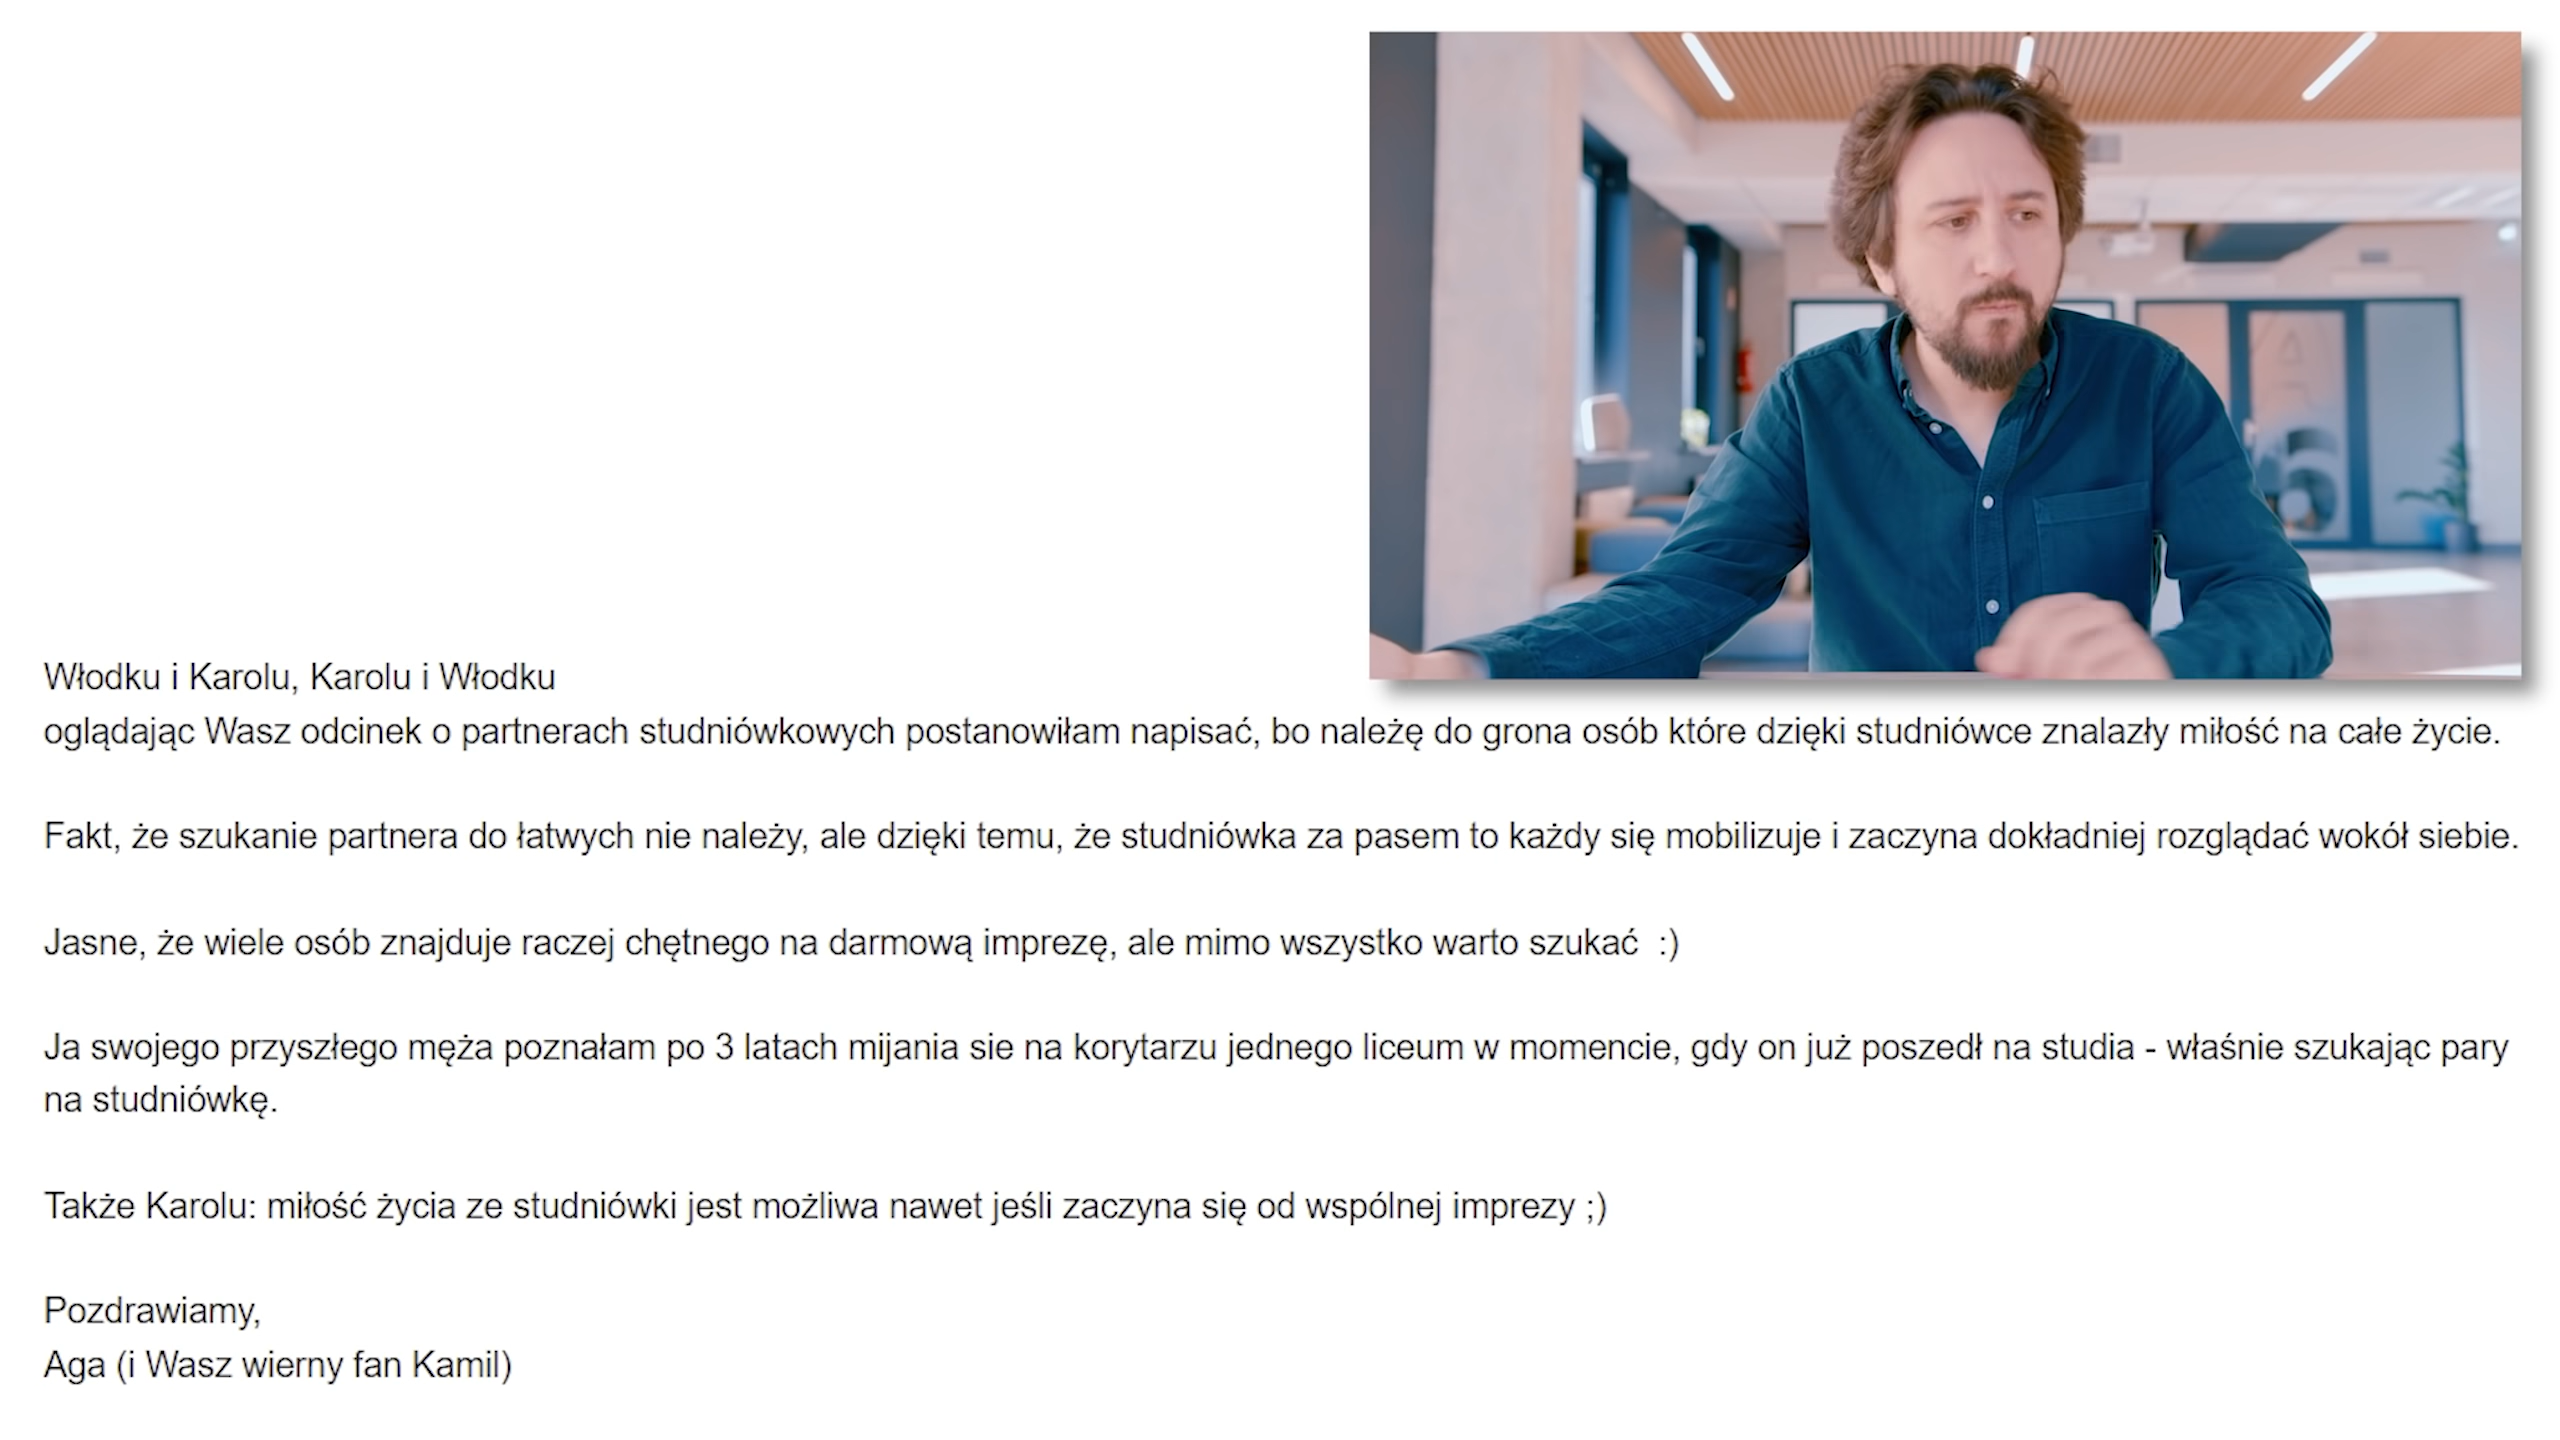 Włodku i Karolu, Karolu i Włodku
oglądając Wasz odcinek o partnerach studniówkowych postanowiłam napisać, bo należę do grona osób które dzięki studniówce znalazły miłość na całe życie.
Fakt, że szukanie partnera do łatwych nie należy, ale dzięki temu, że studniówka za pasem to każdy się mobilizuje i zaczyna dokładniej rozglądać wokół siebie.
Jasne, że wiele osób znajduje raczej chętnego na darmową imprezę, ale mimo wszystko warto szukać  :)
Ja swojego przyszłego męża poznałam po 3 latach mijania sie na korytarzu jednego liceum w momencie, gdy on już poszedł na studia - właśnie szukając pary
na studniówkę.
Także Karolu: miłość życia ze studniówki jest możliwa nawet jeśli zaczyna się od wspólnej imprezy ;)
Pozdrawiamy,
Aga (i Wasz wierny fan Kamil)